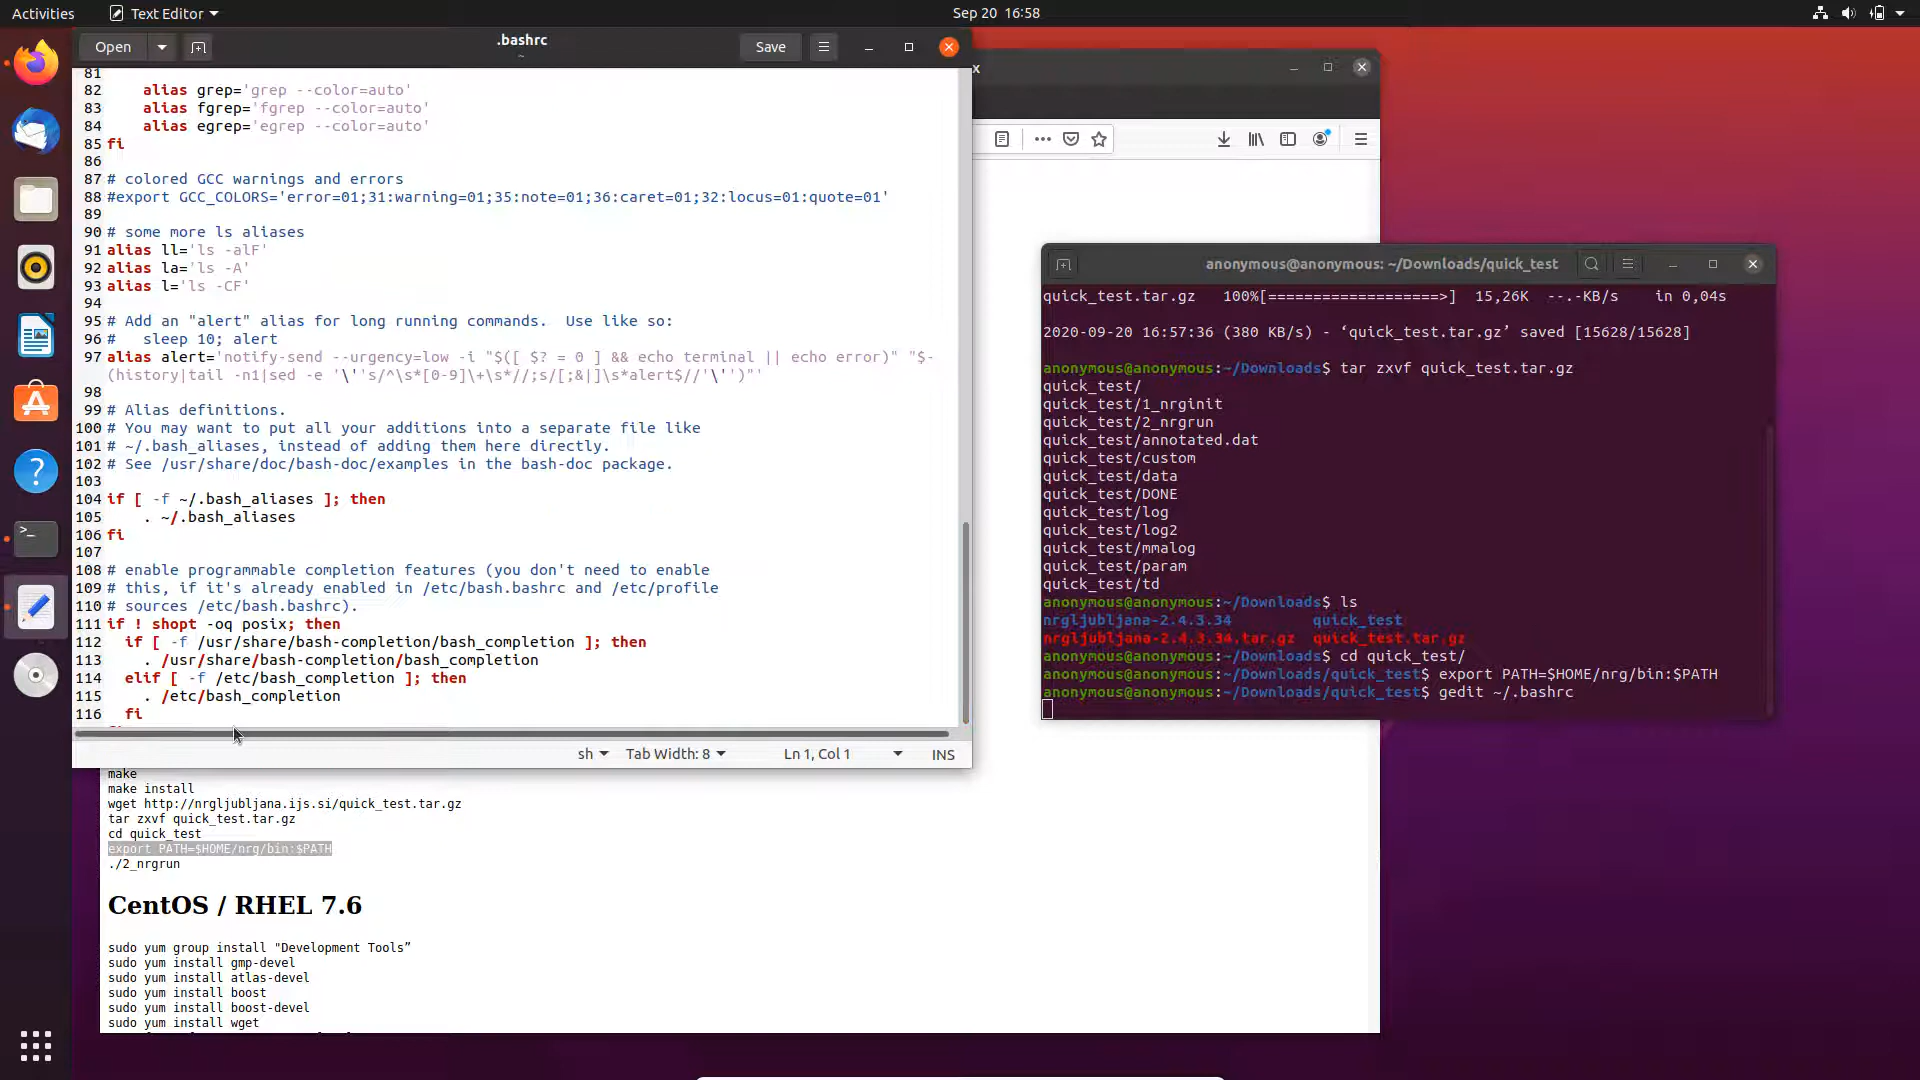 Activities
Text Editor
Sep 20 16:58
Open
.bashrc
~
Save
81
82 alias grep='grep --color=auto'
83 alias fgrep='fgrep --color=auto'
84 alias egrep='egrep --color=auto'
85 fi
86
87 # colored GCC warnings and errors
88 #export GCC_COLORS='error=01;31:warning=01;35:note=01;36:caret=01;32:locus=01:quote=01'
89
90 # some more ls aliases
91 alias ll='ls -alF'
92 alias la='ls -A'
93 alias l='ls -CF'
94
95 # Add an "alert" alias for long running commands.  Use like so:
96 #   sleep 10; alert
97 alias alert='notify-send --urgency=low -i "$([ $? = 0 ] && echo terminal || echo error)" "$-
(history|tail -n1|sed -e '\''s/^\s*[0-9]\+\s*//;s/[;&|]\s*alert$//'\'')"'
98
99 # Alias definitions.
100 # You may want to put all your additions into a separate file like
101 # ~/.bash_aliases, instead of adding them here directly.
102 # See /usr/share/doc/bash-doc/examples in the bash-doc package.
103
104 if [ -f ~/.bash_aliases ]; then
105 . ~/.bash_aliases
106 fi
107
108 # enable programmable completion features (you don't need to enable
109 # this, if it's already enabled in /etc/bash.bashrc and /etc/profile
110 # sources /etc/bash.bashrc).
111 if ! shopt -oq posix; then
112 if [ -f /usr/share/bash-completion/bash_completion ]; then
113 . /usr/share/bash-completion/bash_completion
114 elif [ -f /etc/bash_completion ]; then
115 . /etc/bash_completion
116 fi
sh
Tab Width: 8
Ln 1, Col 1
INS
x
anonymous@anonymous: ~/Downloads/quick_test
quick_test.tar.gz 100%[===================>] 15,26K --.-KB/s in 0,04s
2020-09-20 16:57:36 (380 KB/s) - ‘quick_test.tar.gz’ saved [15628/15628]
anonymous@anonymous:~/Downloads$ tar zxvf quick_test.tar.gz
quick_test/
quick_test/1_nrginit
quick_test/2_nrgrun
quick_test/annotated.dat
quick_test/custom
quick_test/data
quick_test/DONE
quick_test/log
quick_test/log2
quick_test/mmalog
quick_test/param
quick_test/td
anonymous@anonymous:~/Downloads$ ls
nrgljubljana-2.4.3.34 quick_test
nrgljubljana-2.4.3.34.tar.gz quick_test.tar.gz
anonymous@anonymous:~/Downloads$ cd quick_test/
anonymous@anonymous:~/Downloads/quick_test$ export PATH=$HOME/nrg/bin:$PATH
anonymous@anonymous:~/Downloads/quick_test$ gedit ~/.bashrc
make
make install
wget http://nrgljubljana.ijs.si/quick_test.tar.gz
tar zxvf quick_test.tar.gz
cd quick_test
export PATH=$HOME/nrg/bin:$PATH
./2_nrgrun
CentOS / RHEL 7.6
sudo yum group install "Development Tools”
sudo yum install gmp-devel
sudo yum install atlas-devel
sudo yum install boost
sudo yum install boost-devel
sudo yum install wget